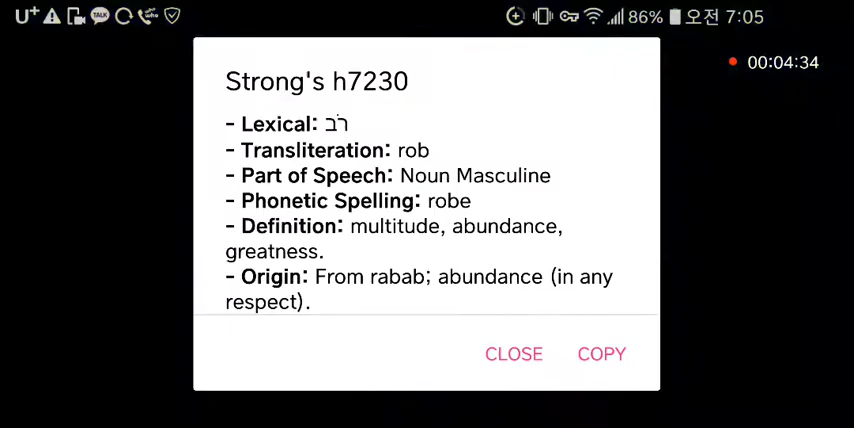 U+ TALK 86% 오전 7:05
00:04:34
Strong's h7230
- Lexical: רֹב
- Transliteration: rob
- Part of Speech: Noun Masculine
- Phonetic Spelling: robe
- Definition: multitude, abundance,
greatness.
- Origin: From rabab; abundance (in any
respect).
CLOSE COPY